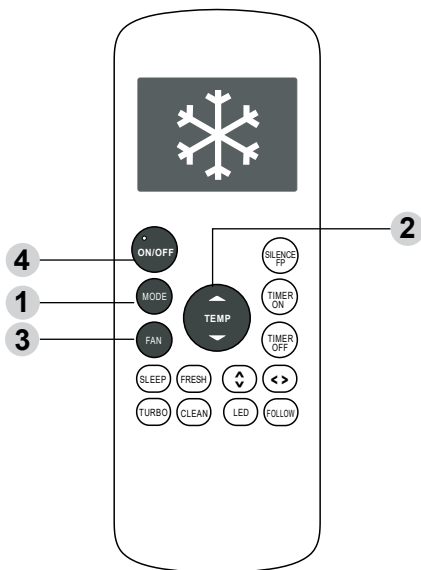 2
4
ON/OFF
SILENCE
FP
1
MODE
TIMER
ON
TEMP
3
FAN
TIMER
OFF
SLEEP FRESH
TURBO CLEAN LED FOLLOW